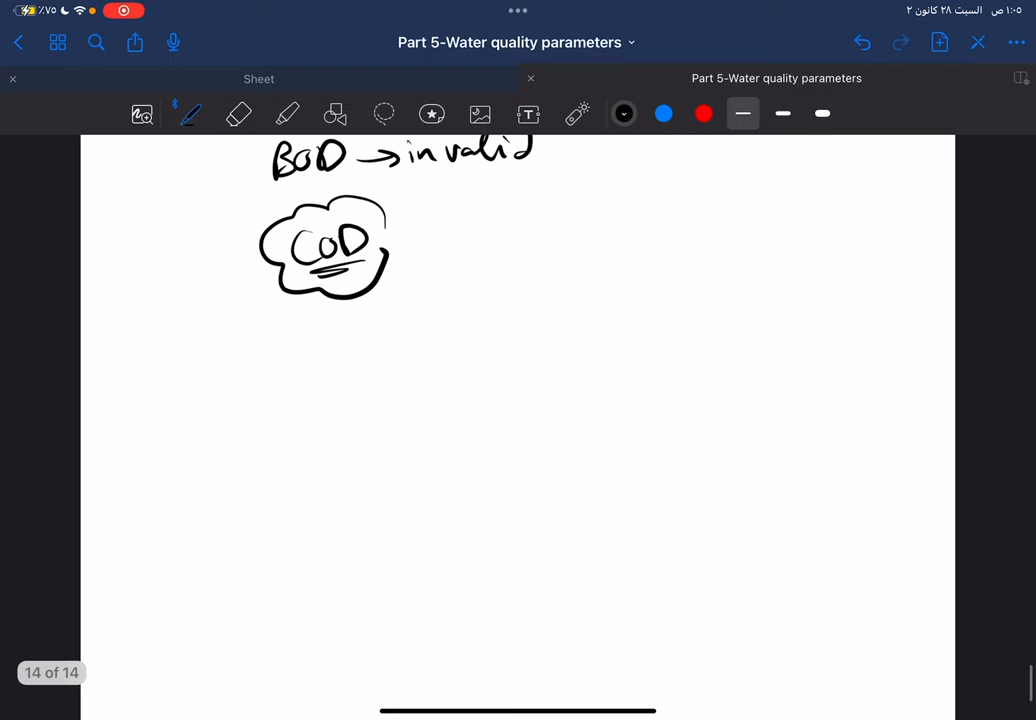 ٪٧٥
١:٠٥ ص السبت ٢٨ كانون ٢
Part 5-Water quality parameters
Sheet
Part 5-Water quality parameters
T
BOD → invalid
COD
14 of 14